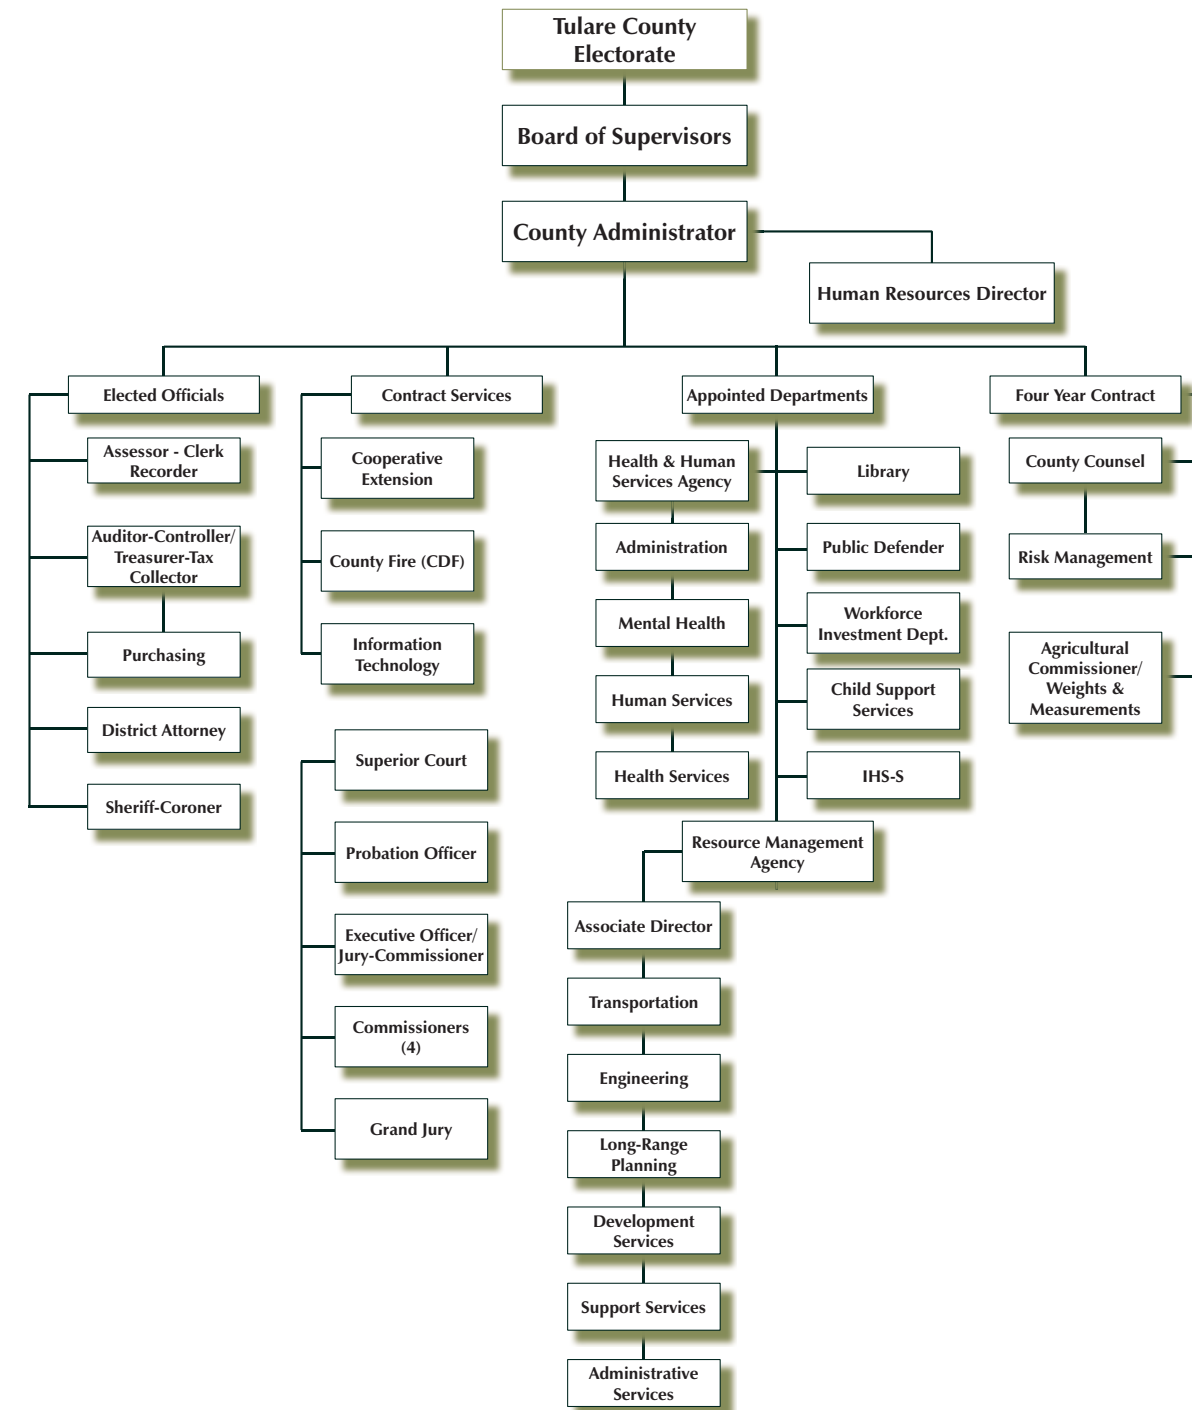 Tulare County
Electorate
Board of Supervisors
County Administrator
Human Resources Director
Elected Officials
Assessor - Clerk
Recorder
Auditor-Controller/
Treasurer-Tax
Collector
Purchasing
District Attorney
Sheriff-Coroner
Contract Services
Cooperative
Extension
County Fire (CDF)
Information
Technology
Superior Court
Probation Officer
Executive Officer/
Jury-Commissioner
Commissioners
(4)
Grand Jury
Appointed Departments
Health & Human
Services Agency
Administration
Mental Health
Human Services
Health Services
Library
Public Defender
Workforce
Investment Dept.
Child Support
Services
IHS-S
Resource Management
Agency
Associate Director
Transportation
Engineering
Long-Range
Planning
Development
Services
Support Services
Administrative
Services
Four Year Contract
County Counsel
Risk Management
Agricultural
Commissioner/
Weights &
Measurements